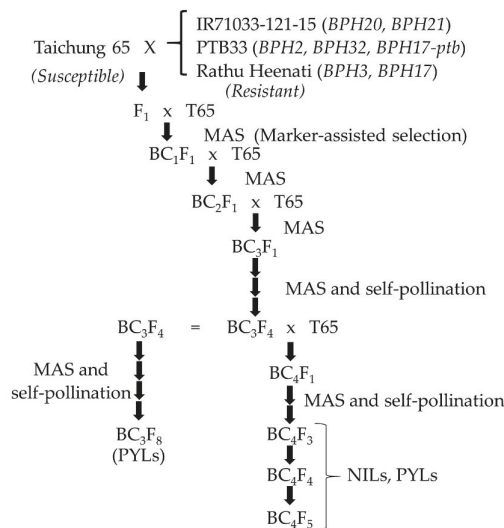 IR71033-121-15 (BPH20, BPH21)
Taichung 65 X PTB33 (BPH2, BPH32, BPH17-ptb)
(Susceptible) Rathu Heenati (BPH3, BPH17)
(Resistant)
F1 x T65
MAS (Marker-assisted selection)
BC1F1 x T65
MAS
BC2F1 x T65
MAS
BC3F1
MAS and self-pollination
BC3F4 = BC3F4 x T65
MAS and
self-pollination
BC4F1
MAS and self-pollination
BC3F8
(PYLs)
BC4F3
BC4F4
NILs, PYLs
BC4F5